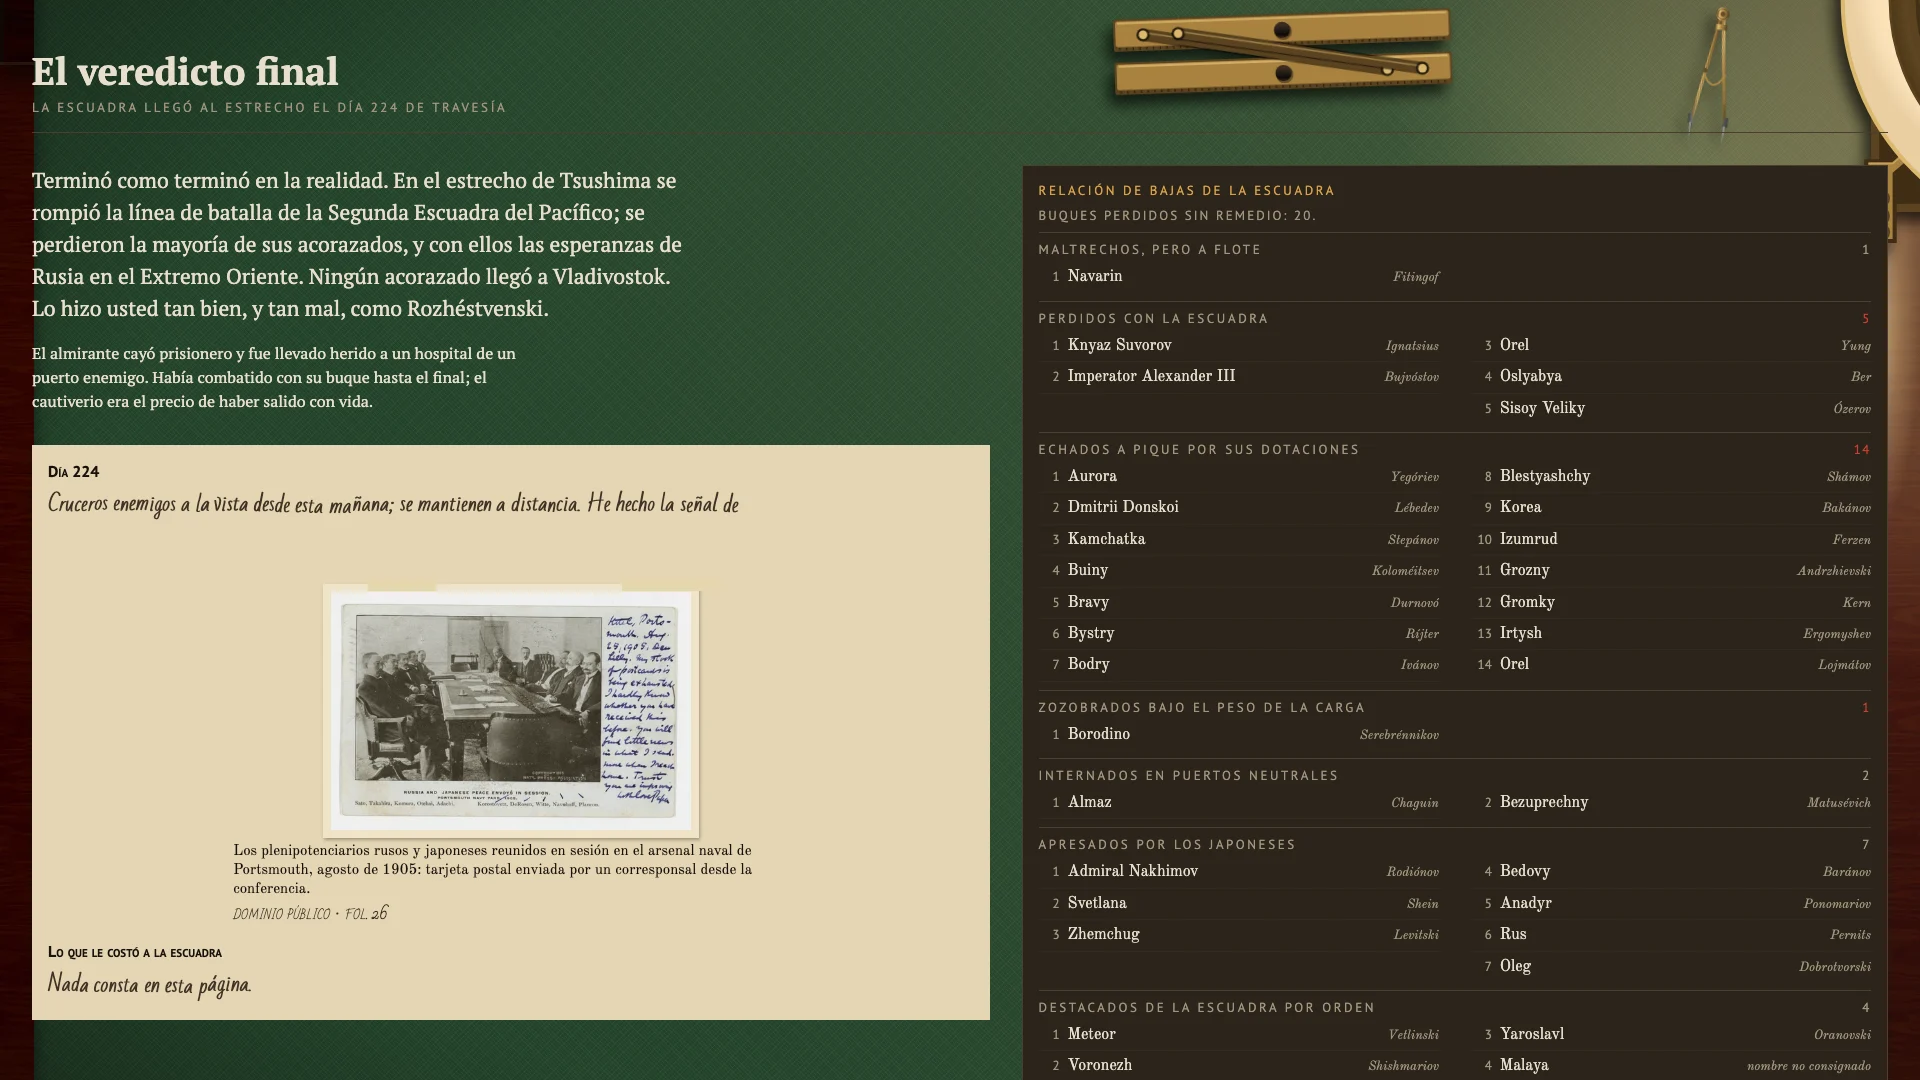 El veredicto final
LA ESCUADRA LLEGÓ AL ESTRECHO EL DÍA 224 DE TRAVESÍA
Terminó como terminó en la realidad. En el estrecho de Tsushima se
rompió la línea de batalla de la Segunda Escuadra del Pacífico; se
perdieron la mayoría de sus acorazados, y con ellos las esperanzas de
Rusia en el Extremo Oriente. Ningún acorazado llegó a Vladivostok.
Lo hizo usted tan bien, y tan mal, como Rozhéstvenski.
El almirante cayó prisionero y fue llevado herido a un hospital de un
puerto enemigo. Había combatido con su buque hasta el final; el
cautiverio era el precio de haber salido con vida.
Día 224
Cruceros enemigos a la vista desde esta mañana; se mantienen a distancia. He hecho la señal de
RUSSIA AND JAPANESE PEACE ENVOYS IN SESSION.
Los plenipotenciarios rusos y japoneses reunidos en sesión en el arsenal naval de
Portsmouth, agosto de 1905: tarjeta postal enviada por un corresponsal desde la
conferencia.
DOMINIO PÚBLICO · FOL. 26
Lo que le costó a la escuadra
Nada consta en esta página.
RELACIÓN DE BAJAS DE LA ESCUADRA
BUQUES PERDIDOS SIN REMEDIO: 20.
MALTRECHOS, PERO A FLOTE 1
1 Navarin Fitingof
PERDIDOS CON LA ESCUADRA 5
1 Knyaz Suvorov Ignatsius
2 Imperator Alexander III Bujvóstov
3 Orel Yung
4 Oslyabya Ber
5 Sisoy Veliky Ózerov
ECHADOS A PIQUE POR SUS DOTACIONES 14
1 Aurora Yegóriev
2 Dmitrii Donskoi Lébedev
3 Kamchatka Stepánov
4 Buiny Koloméitsev
5 Bravy Durnovó
6 Bystry Ríjter
7 Bodry Ivánov
8 Blestyashchy Shámov
9 Korea Bakánov
10 Izumrud Ferzen
11 Grozny Andrzhievski
12 Gromky Kern
13 Irtysh Ergomyshev
14 Orel Lojmátov
ZOZOBRADOS BAJO EL PESO DE LA CARGA 1
1 Borodino Serebrénnikov
INTERNADOS EN PUERTOS NEUTRALES 2
1 Almaz Chaguin
2 Bezuprechny Matusévich
APRESADOS POR LOS JAPONESES 7
1 Admiral Nakhimov Rodiónov
2 Svetlana Shein
3 Zhemchug Levitski
4 Bedovy Baránov
5 Anadyr Ponomariov
6 Rus Pernits
7 Oleg Dobrotvorski
DESTACADOS DE LA ESCUADRA POR ORDEN 4
1 Meteor Vetlinski
2 Voronezh Shishmariov
3 Yaroslavl Oranovski
4 Malaya nombre no consignado